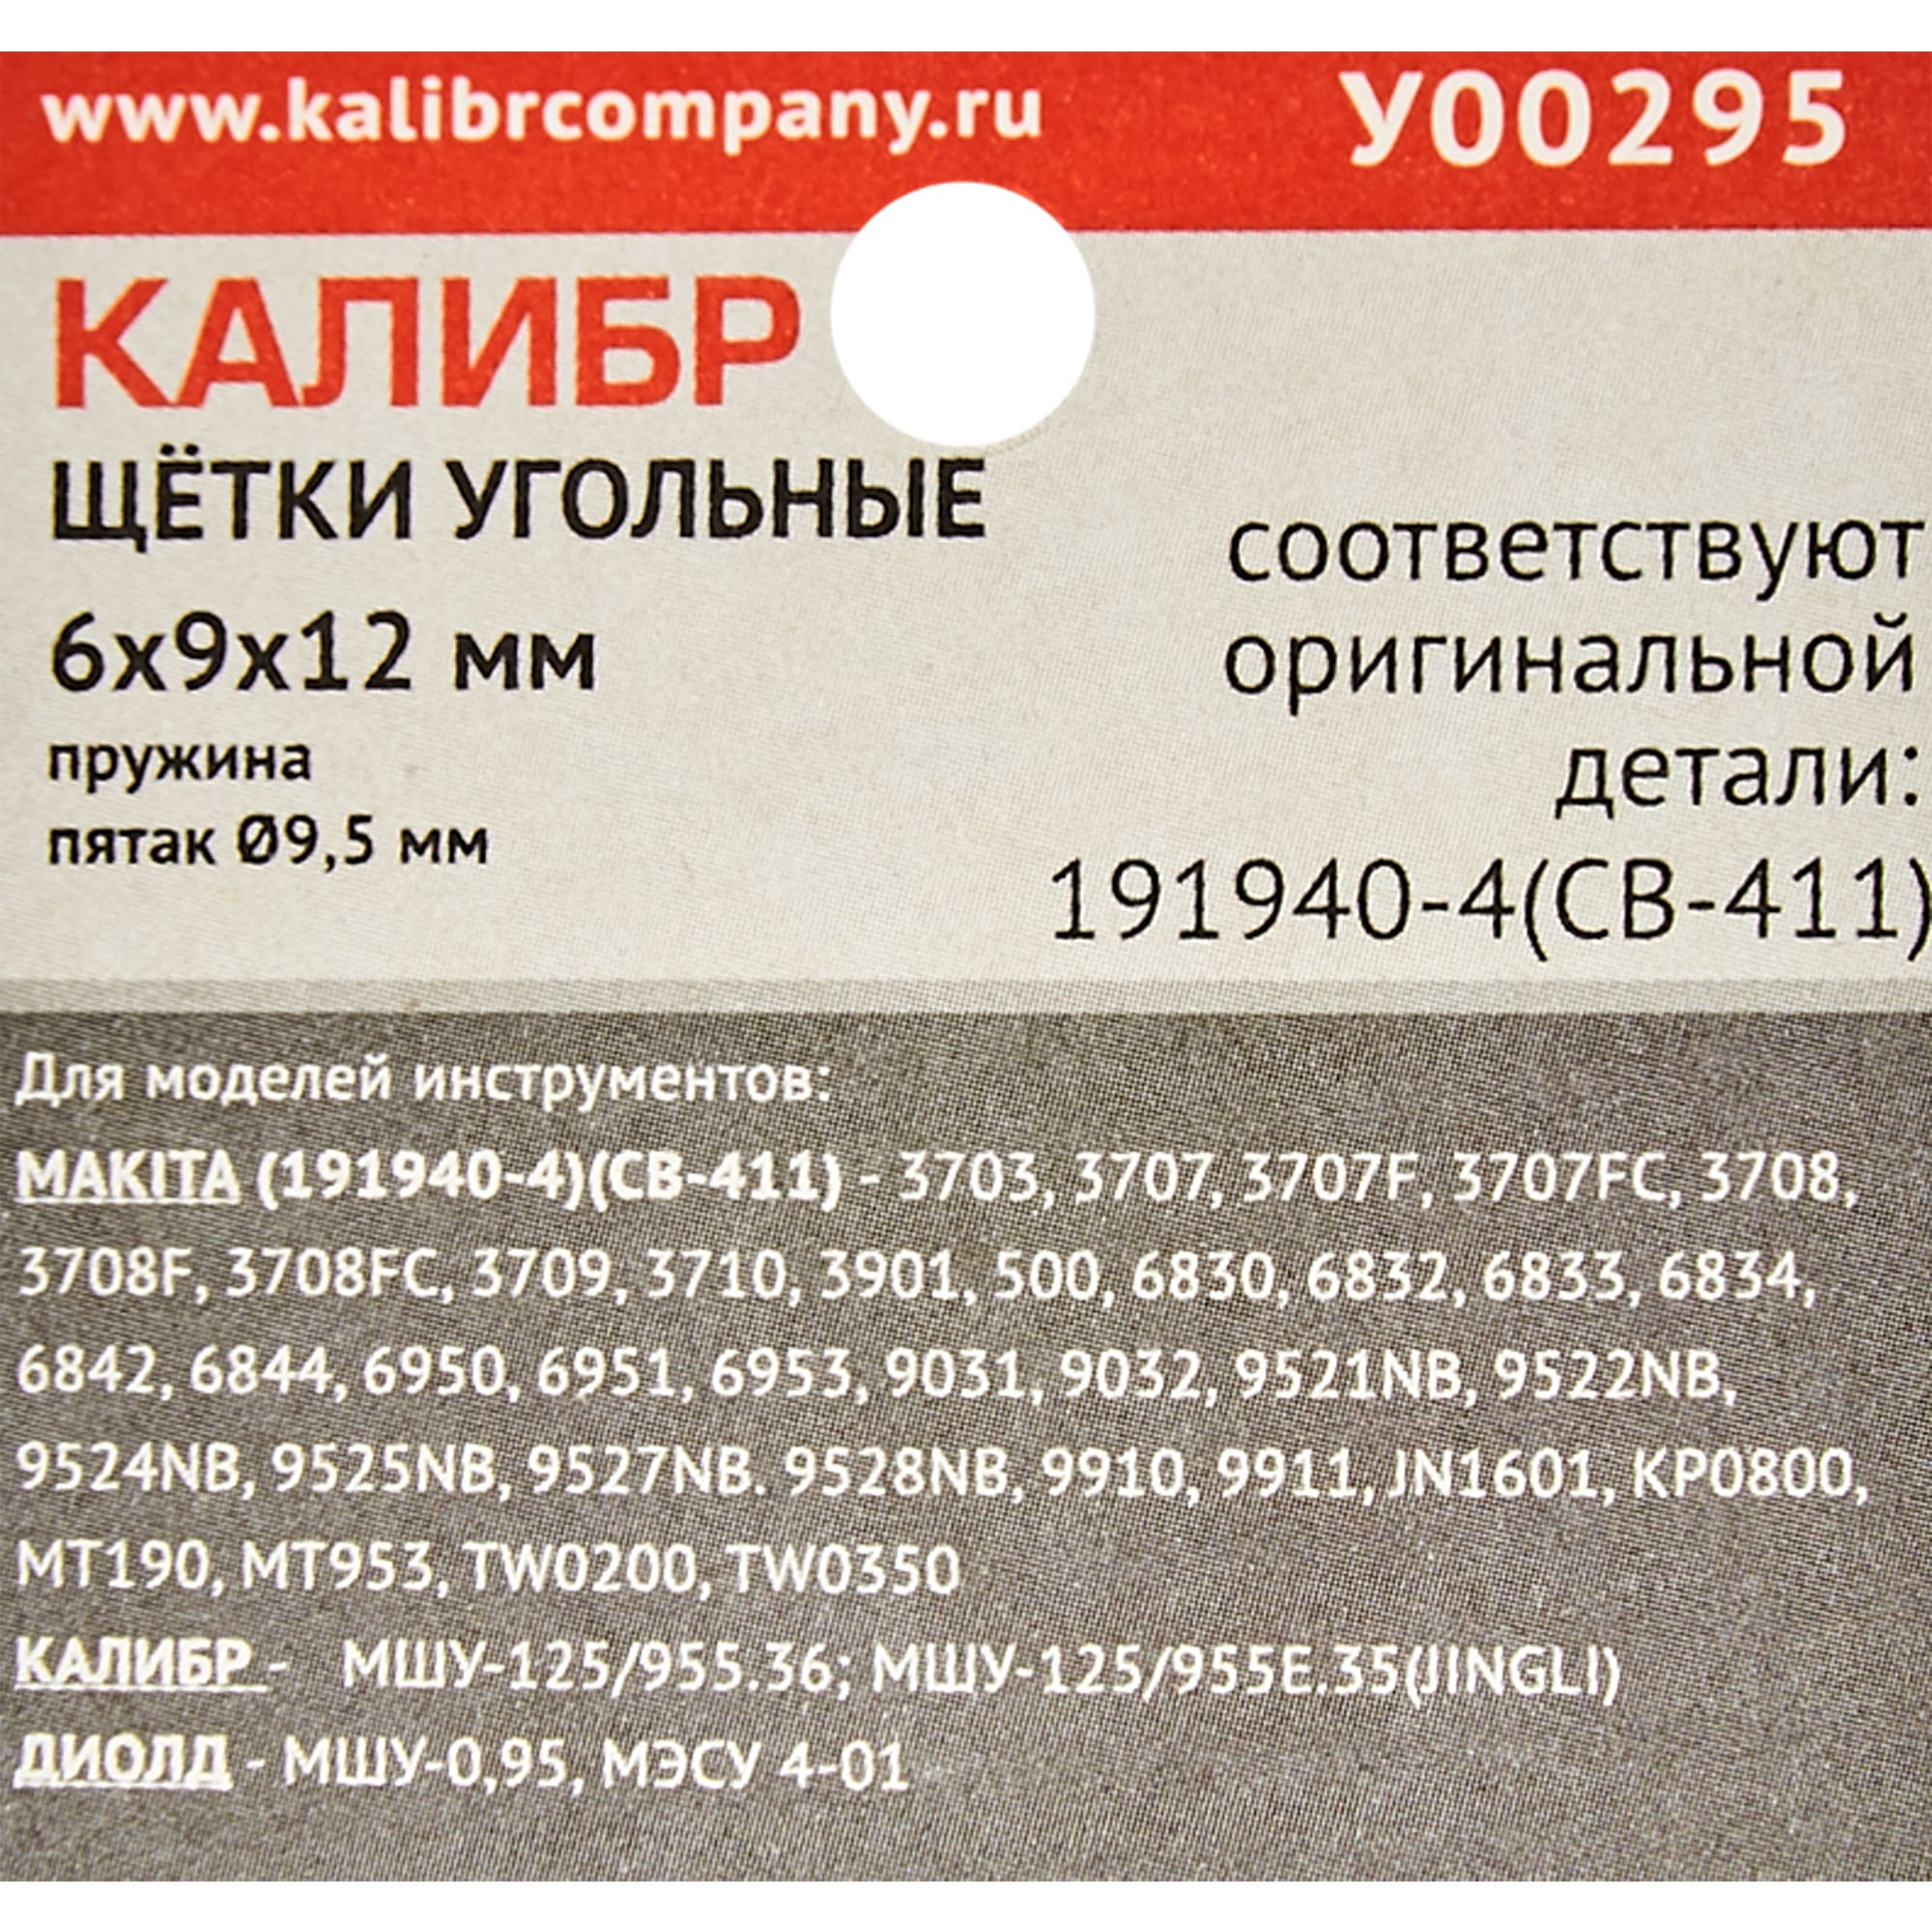 www.kalibrcompany.ru
У00295
КАЛИБР
ЩЁТКИ УГОЛЬНЫЕ
6х9х12 мм
пружина
пятак Ø9,5 мм
соответствуют
оригинальной
детали:
191940-4(СВ-411)
Для моделей инструментов:
MAKITA (191940-4)(СВ-411) - 3703, 3707, 3707F, 3707FC, 3708,
3708F, 3708FC, 3709, 3710, 3901, 500, 6830, 6832, 6833, 6834,
6842, 6844, 6950, 6951, 6953, 9031, 9032, 9521NB, 9522NB,
9524NB, 9525NB, 9527NB. 9528NB, 9910, 9911, JN1601, KP0800,
MT190, MT953, TW0200, TW0350
КАЛИБР - МШУ-125/955.36; МШУ-125/955Е.35(JINGLI)
ДИОЛД - МШУ-0,95, МЭСУ 4-01